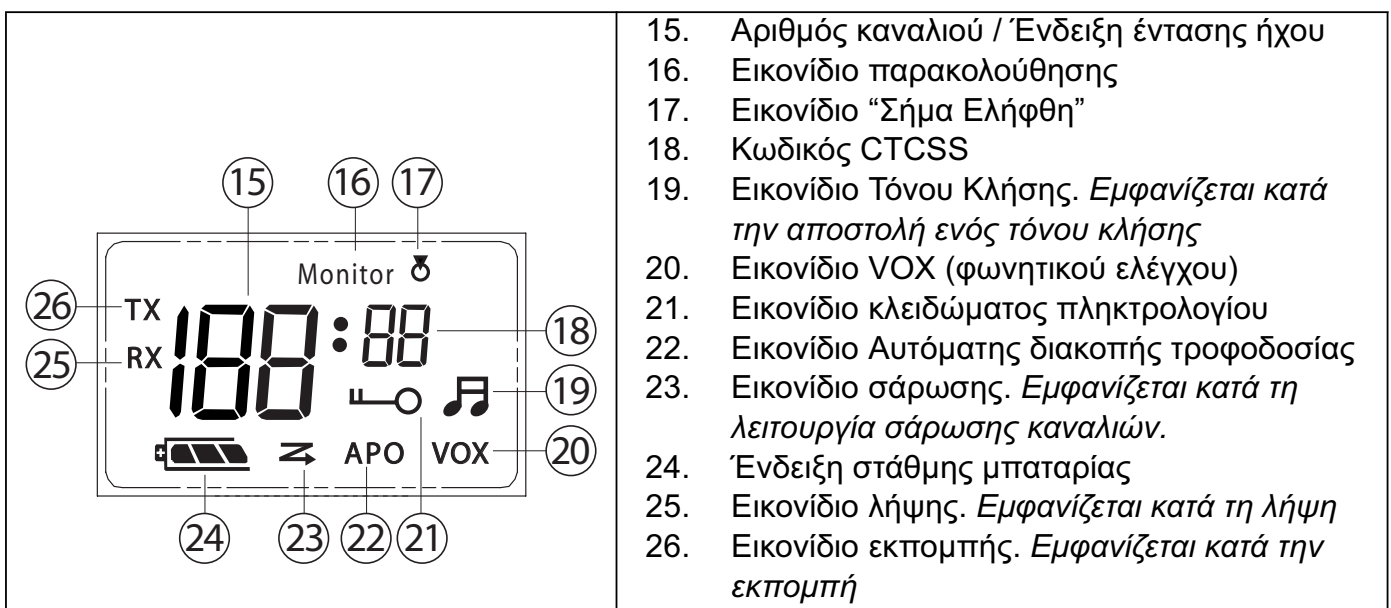 15 16 17
Monitor
26 TX 188:88 18
25 RX
19
APO VOX 20
24 23 22 21
15. Αριθμός καναλιού / Ένδειξη έντασης ήχου
16. Εικονίδιο παρακολούθησης
17. Εικονίδιο “Σήμα Ελήφθη”
18. Κωδικός CTCSS
19. Εικονίδιο Τόνου Κλήσης. Εμφανίζεται κατά
την αποστολή ενός τόνου κλήσης
20. Εικονίδιο VOX (φωνητικού ελέγχου)
21. Εικονίδιο κλειδώματος πληκτρολογίου
22. Εικονίδιο Αυτόματης διακοπής τροφοδοσίας
23. Εικονίδιο σάρωσης. Εμφανίζεται κατά τη
λειτουργία σάρωσης καναλιών.
24. Ένδειξη στάθμης μπαταρίας
25. Εικονίδιο λήψης. Εμφανίζεται κατά τη λήψη
26. Εικονίδιο εκπομπής. Εμφανίζεται κατά την
εκπομπή